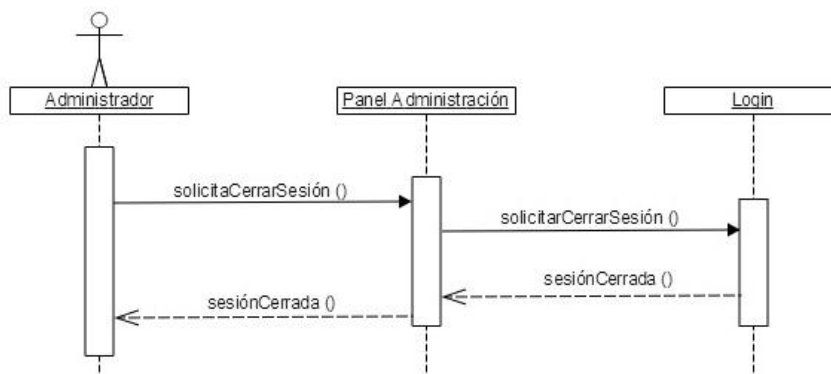 Administrador
Panel Administración
Login
solicitaCerrarSesión ()
solicitarCerrarSesión ()
sesiónCerrada ()
sesiónCerrada ()